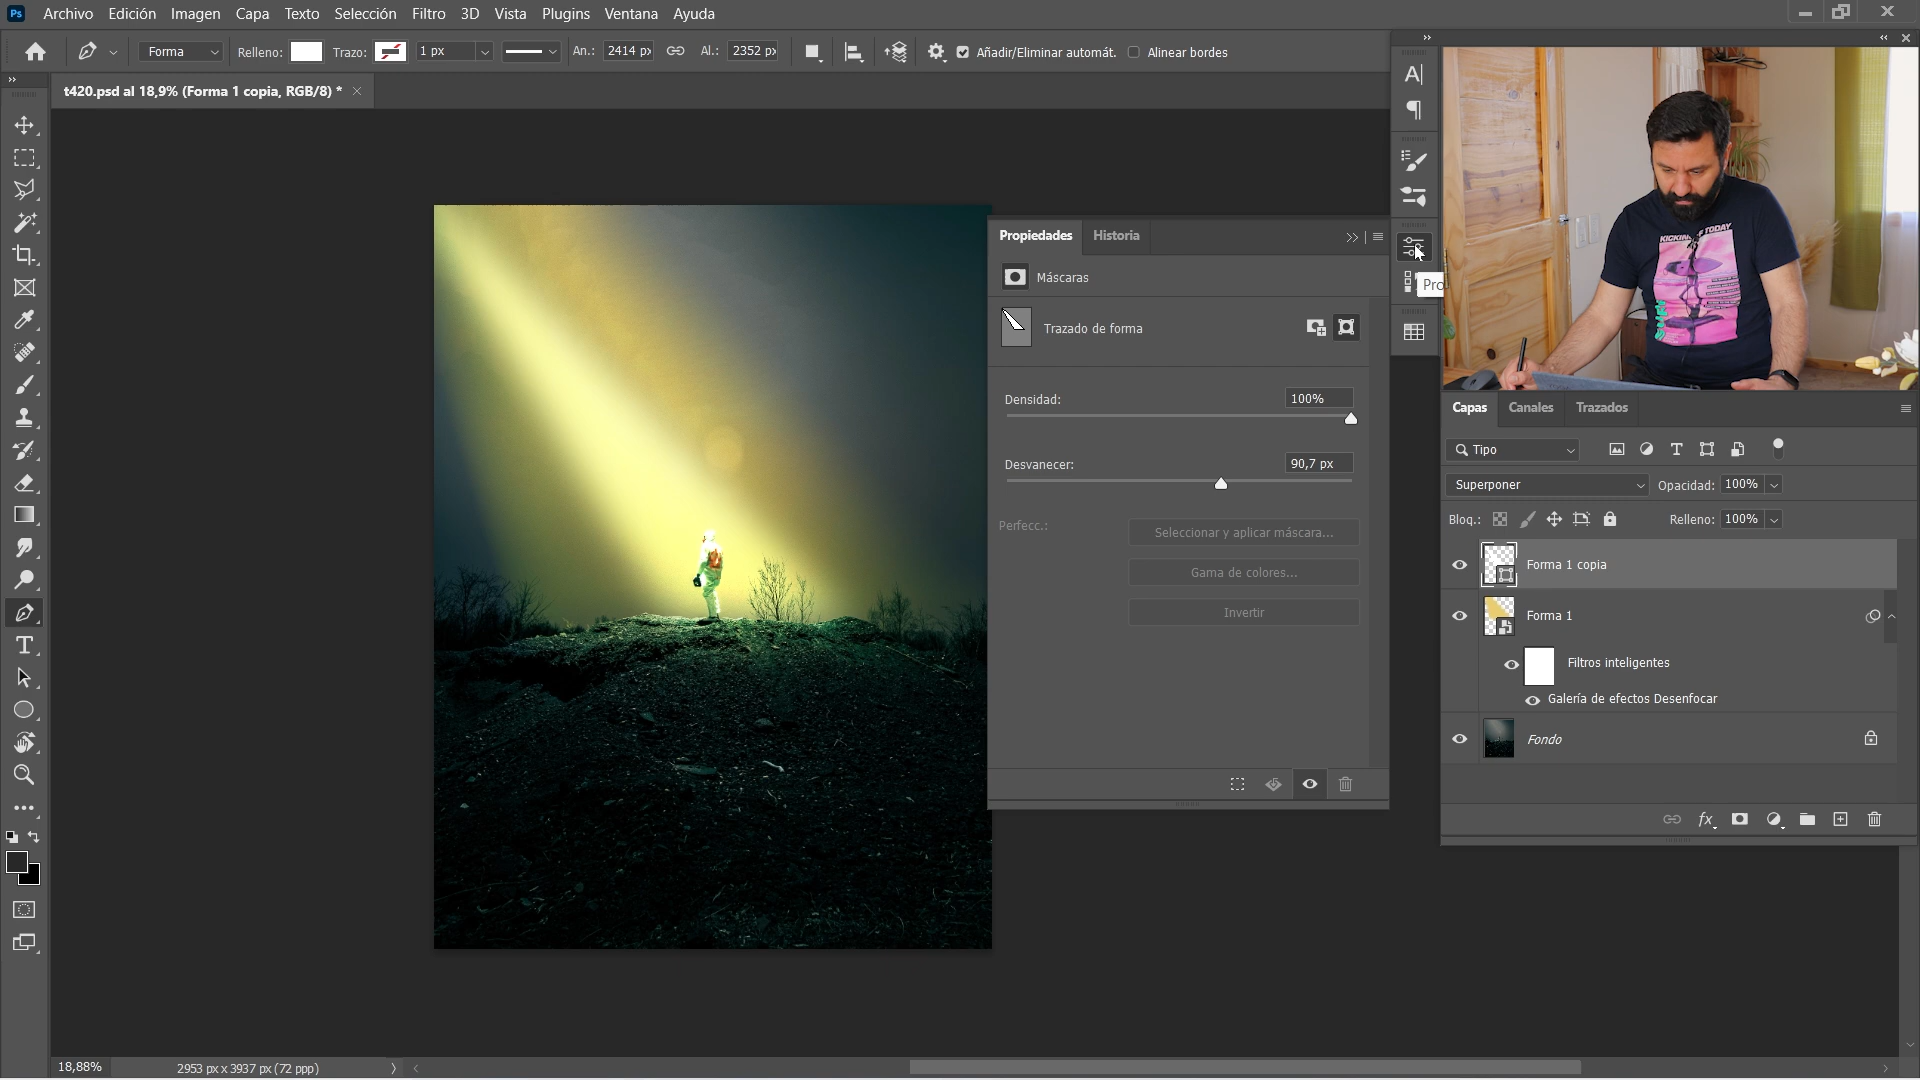 Ps Archivo Edición Imagen Capa Texto Selección Filtro 3D Vista Plugins Ventana Ayuda
Forma Relleno: Trazo: 1 px An.: 2414 px Al.: 2352 px Añadir/Eliminar automát. Alinear bordes
t420.psd al 18,9% (Forma 1 copia, RGB/8) *
Propiedades Historia
Máscaras
Trazado de forma
Densidad: 100%
Desvanecer: 90,7 px
Perfecc.:
Seleccionar y aplicar máscara...
Gama de colores...
Invertir
Pro
TODAY
Capas Canales Trazados
Tipo
Superponer Opacidad: 100%
Bloq.: Relleno: 100%
Forma 1 copia
Forma 1
Filtros inteligentes
Galería de efectos Desenfocar
Fondo
fx
18,88% 2953 px x 3937 px (72 ppp)